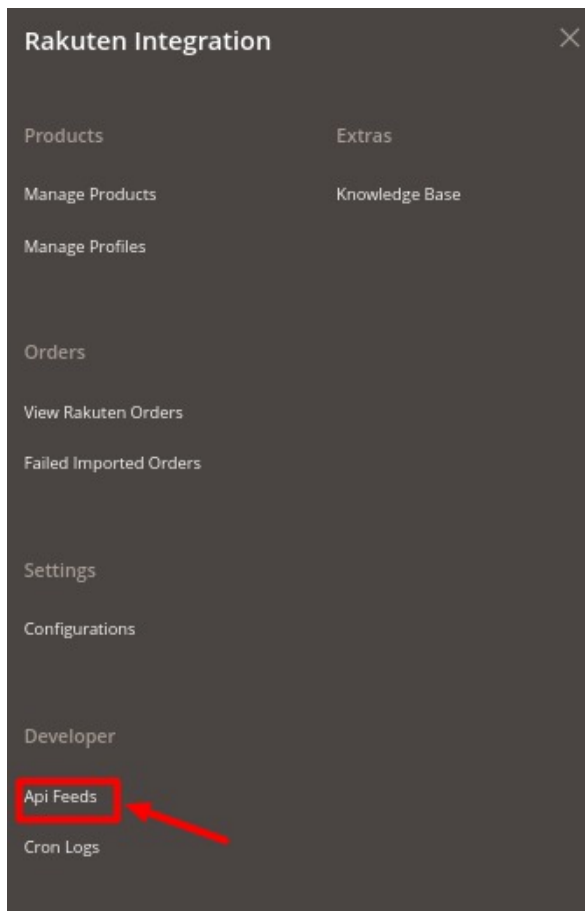 Rakuten Integration
Products
Manage Products
Manage Profiles
Extras
Knowledge Base
Orders
View Rakuten Orders
Failed Imported Orders
Settings
Configurations
Developer
Api Feeds
Cron Logs